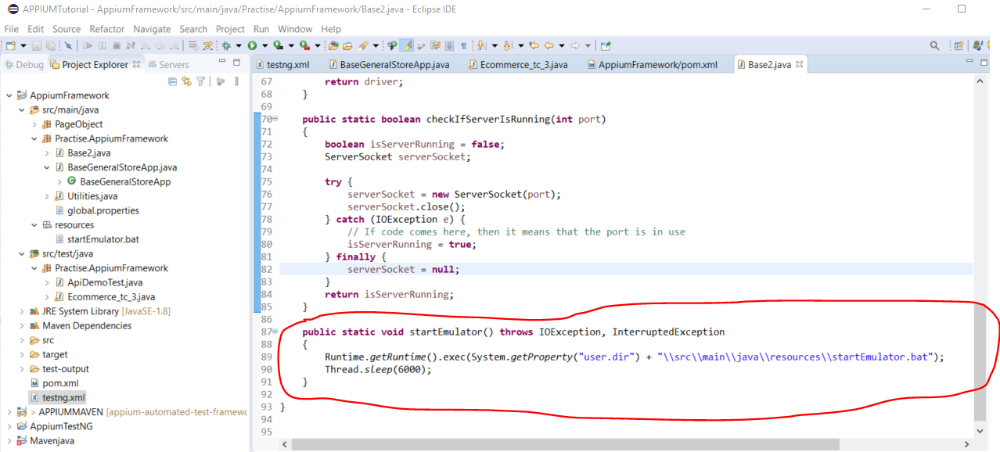 APPIUMTutorial - AppiumFramework/src/main/java/Practise/AppiumFramework/Base2.java - Eclipse IDE
File Edit Source Refactor Navigate Search Project Run Window Help
Debug Project Explorer Servers
AppiumFramework
src/main/java
PageObject
Practise.AppiumFramework
Base2.java
BaseGeneralStoreApp.java
BaseGeneralStoreApp
Utilities.java
global.properties
resources
startEmulator.bat
src/test/java
Practise.AppiumFramework
ApiDemoTest.java
Ecommerce_tc_3.java
JRE System Library [JavaSE-1.8]
Maven Dependencies
src
target
test-output
pom.xml
testng.xml
> APPIUMMAVEN [appium-automated-test-framewo
AppiumTestNG
Mavenjava
testng.xml BaseGeneralStoreApp.java Ecommerce_tc_3.java AppiumFramework/pom.xml Base2.java
67 return driver;
68 }
69
70 public static boolean checkIfServerIsRunning(int port)
71 {
72 boolean isServerRunning = false;
73 ServerSocket serverSocket;
74
75 try {
76 serverSocket = new ServerSocket(port);
77 serverSocket.close();
78 } catch (IOException e) {
79 // If code comes here, then it means that the port is in use
80 isServerRunning = true;
81 } finally {
82 serverSocket = null;
83 }
84 return isServerRunning;
85 }
86
87 public static void startEmulator() throws IOException, InterruptedException
88 {
89 Runtime.getRuntime().exec(System.getProperty("user.dir") + "\\src\\main\\java\\resources\\startEmulator.bat");
90 Thread.sleep(6000);
91 }
92
93 }
94
95